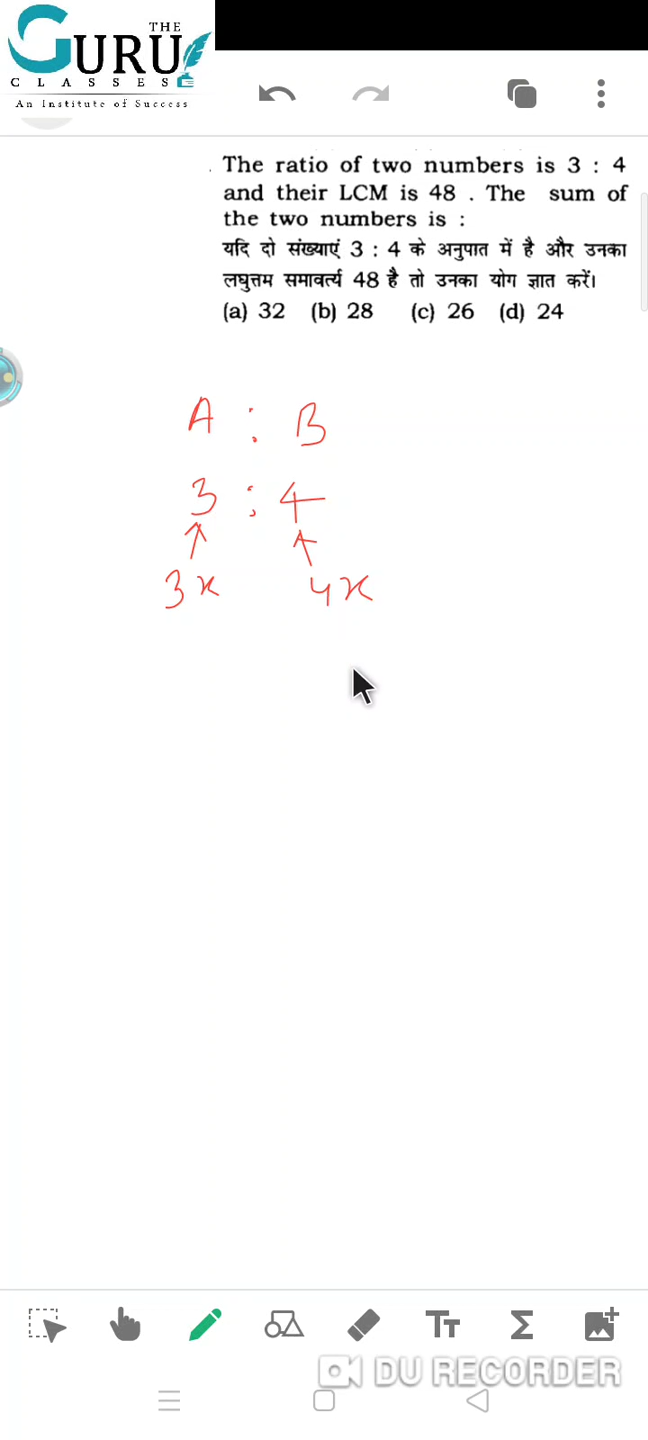 THE
GURU
CLASSES
An Institute of Success
The ratio of two numbers is 3 : 4
and their LCM is 48 . The sum of
the two numbers is :
यदि दो संख्याएं 3 : 4 के अनुपात में है और उनका
लघुत्तम समावर्त्य 48 है तो उनका योग ज्ञात करें।
(a) 32 (b) 28 (c) 26 (d) 24
A : B
3 : 4
3x 4x
Tт Σ
DU RECORDER